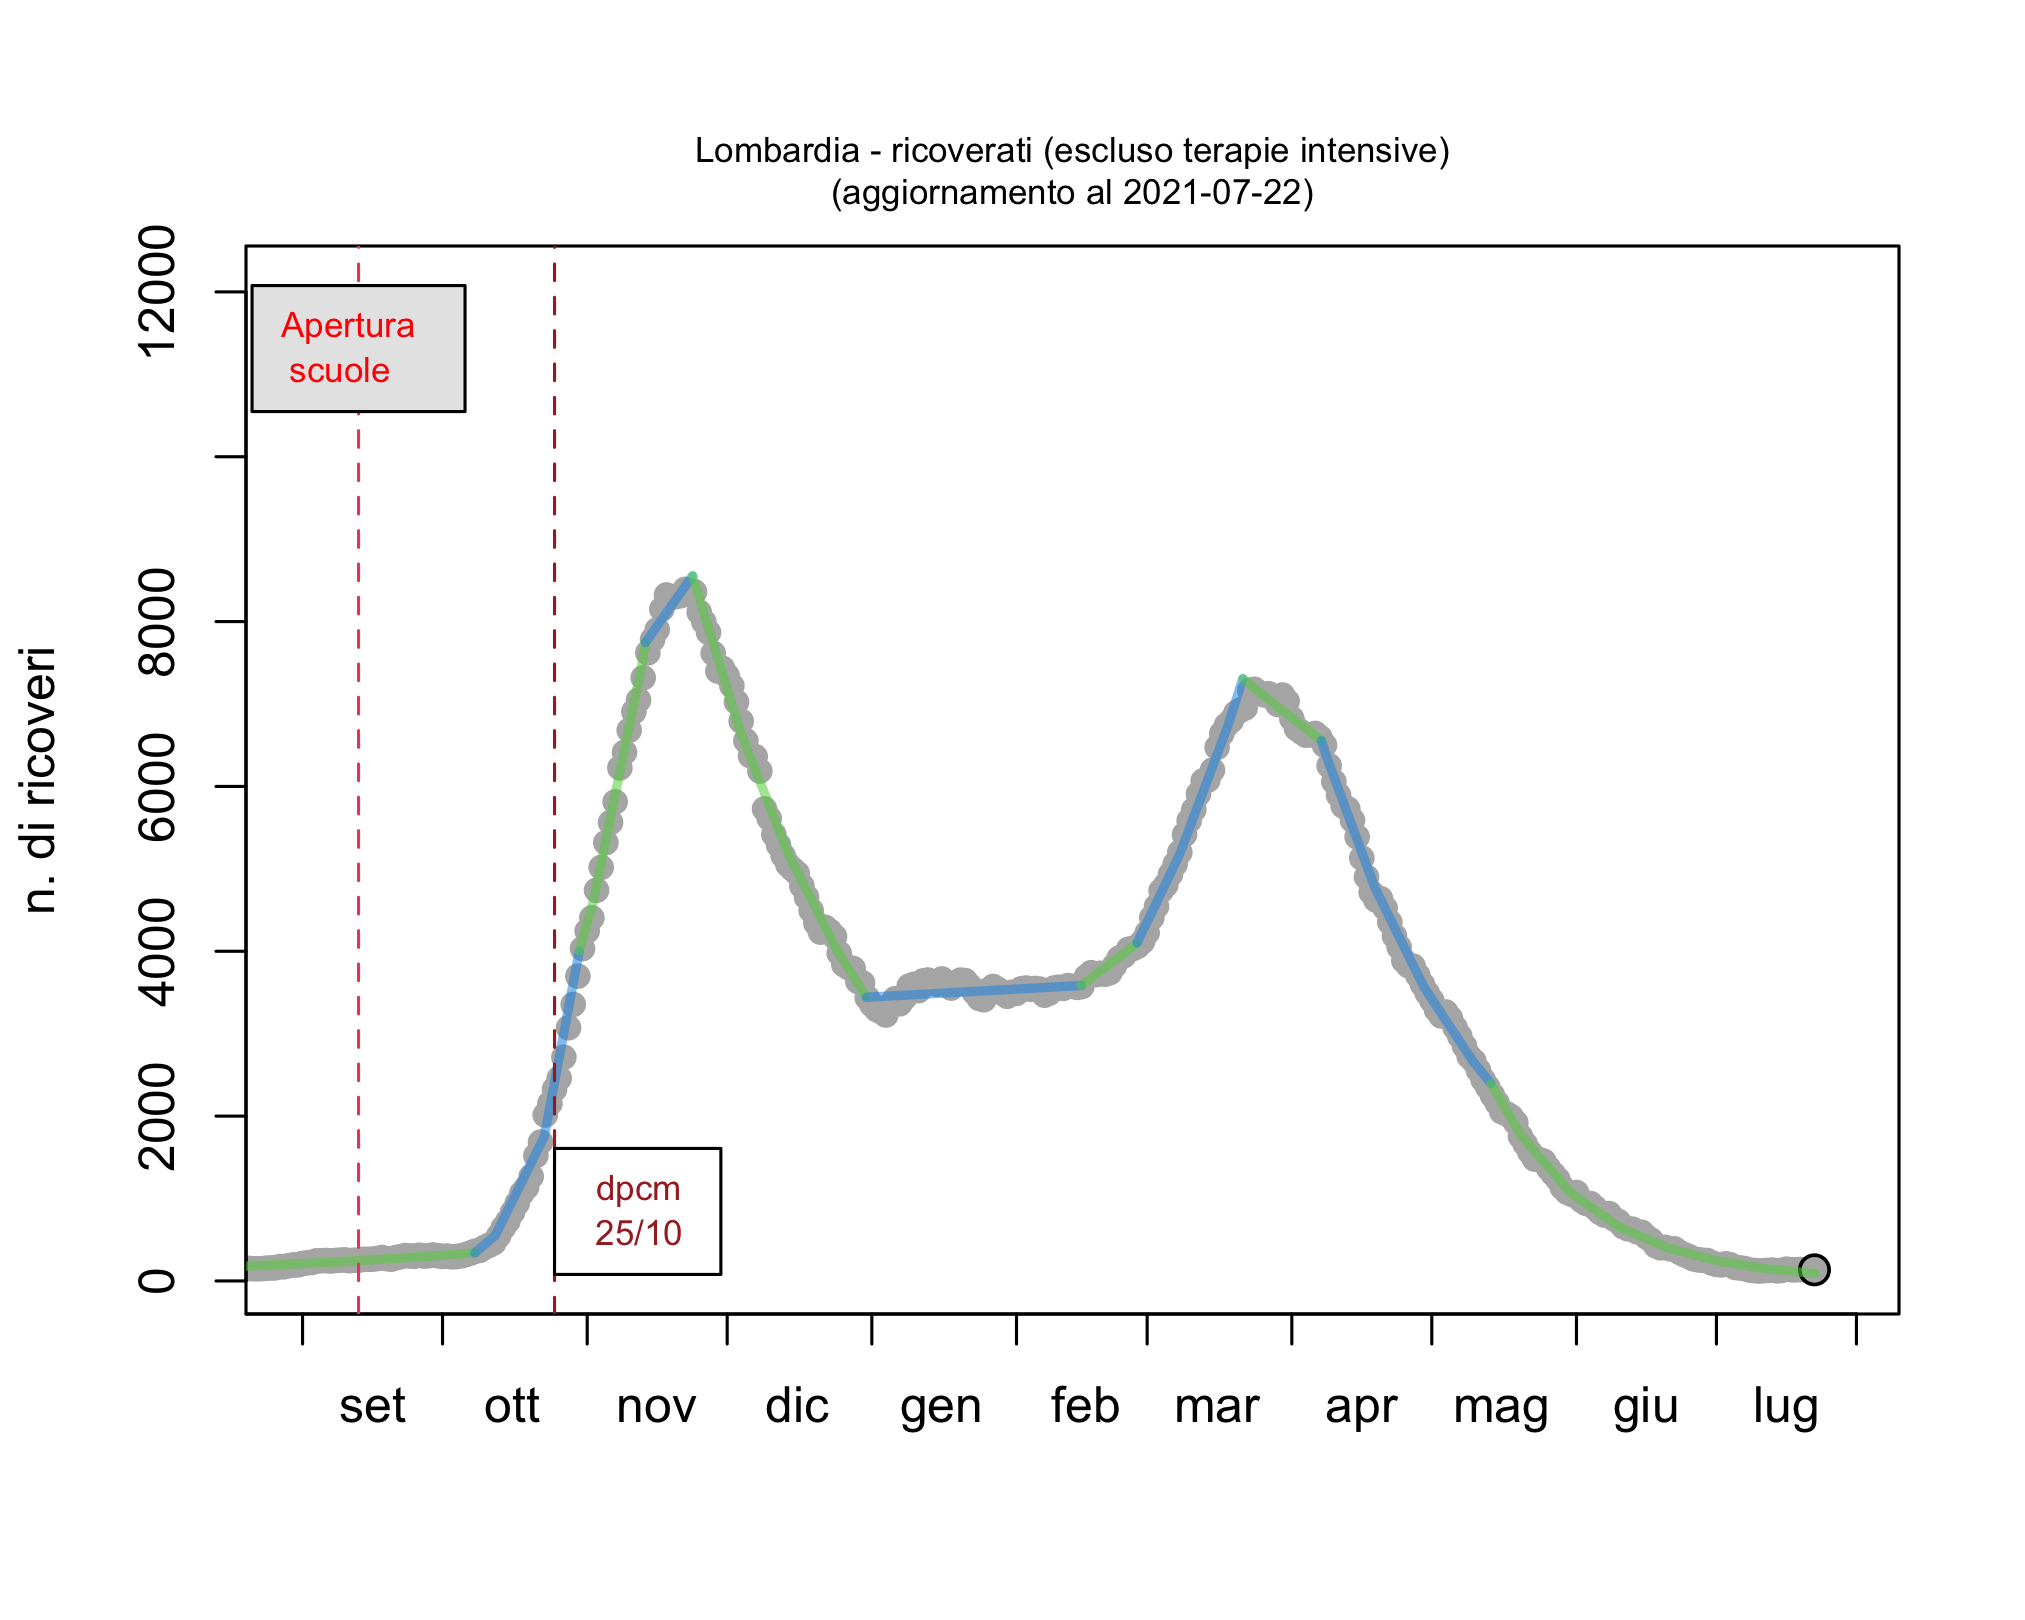 Lombardia - ricoverati (escluso terapie intensive)
(aggiornamento al 2021-07-22)
n. di ricoveri
12000
8000
6000
4000
2000
0
Apertura
scuole
dpcm
25/10
set ott nov dic gen feb mar apr mag giu lug